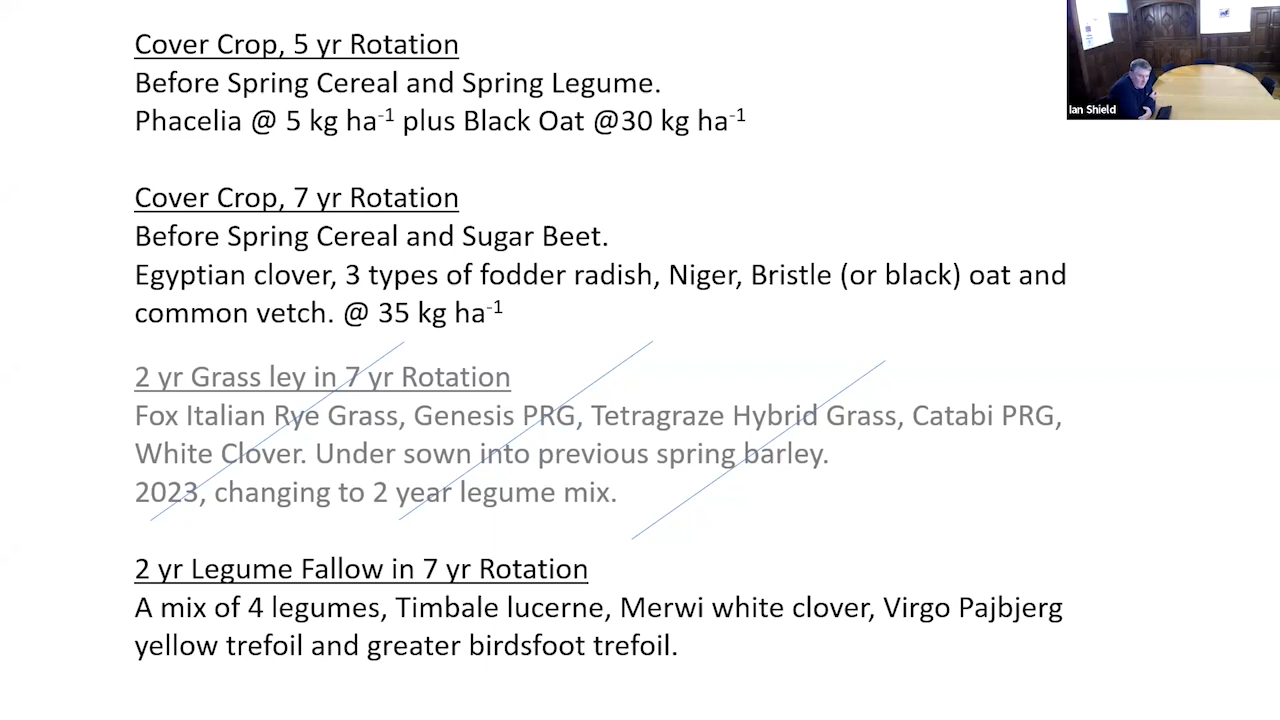 Cover Crop, 5 yr Rotation
Before Spring Cereal and Spring Legume.
Phacelia @ 5 kg ha-1 plus Black Oat @30 kg ha-1
Ian Shield
Cover Crop, 7 yr Rotation
Before Spring Cereal and Sugar Beet.
Egyptian clover, 3 types of fodder radish, Niger, Bristle (or black) oat and
common vetch. @ 35 kg ha-1
2 yr Grass ley in 7 yr Rotation
Fox Italian Rye Grass, Genesis PRG, Tetragraze Hybrid Grass, Catabi PRG,
White Clover. Under sown into previous spring barley.
2023, changing to 2 year legume mix.
2 yr Legume Fallow in 7 yr Rotation
A mix of 4 legumes, Timbale lucerne, Merwi white clover, Virgo Pajbjerg
yellow trefoil and greater birdsfoot trefoil.